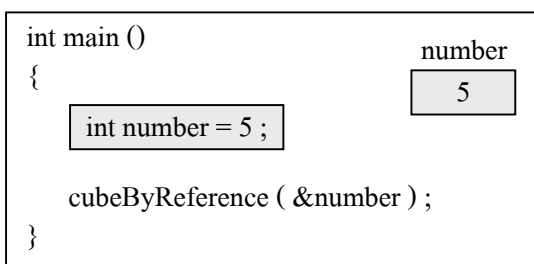 int main ()
number
{
5
int number = 5 ;
cubeByReference ( &number ) ;
}